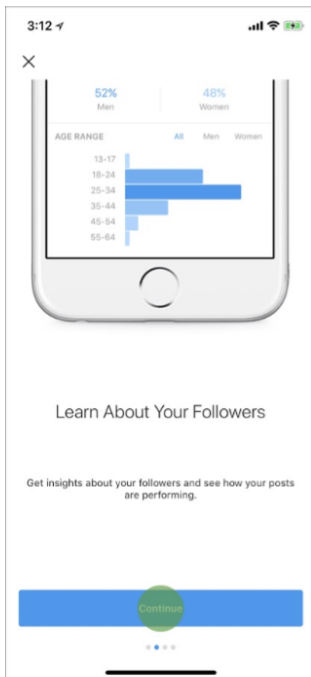 3:12
52%
48%
Men
Women
AGE RANGE
All Men Women
13-17
18-24
25-34
35-44
45-54
55-64
Learn About Your Followers
Get insights about your followers and see how your posts
are performing.
Continue